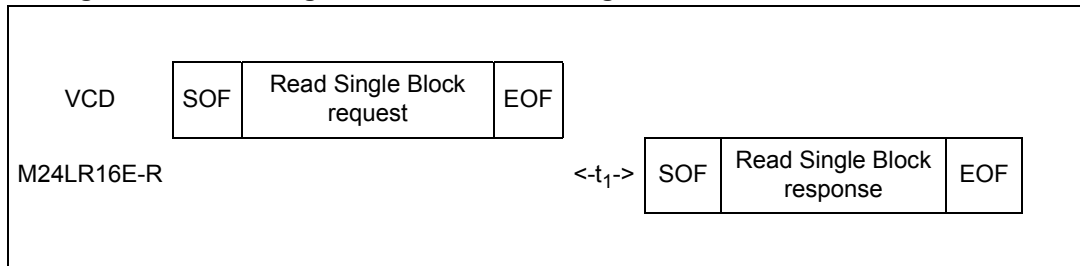 VCD SOF Read Single Block request EOF
M24LR16E-R <-t₁-> SOF Read Single Block response EOF